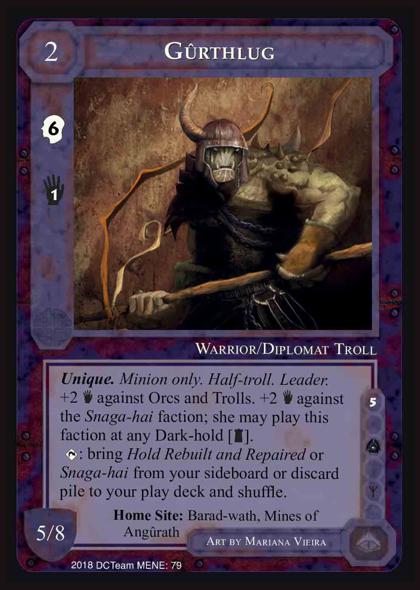 2
GÛRTHLUG
6
1
WARRIOR/DIPLOMAT TROLL
Unique. Minion only. Half-troll. Leader.
+2 against Orcs and Trolls. +2 against
the Snaga-hai faction; she may play this
faction at any Dark-hold [ ].
: bring Hold Rebuilt and Repaired or
Snaga-hai from your sideboard or discard
pile to your play deck and shuffle.
Home Site: Barad-wath, Mines of
Angûrath
5
5/8
ART BY MARIANA VIEIRA
2018 DCTeam MENE: 79